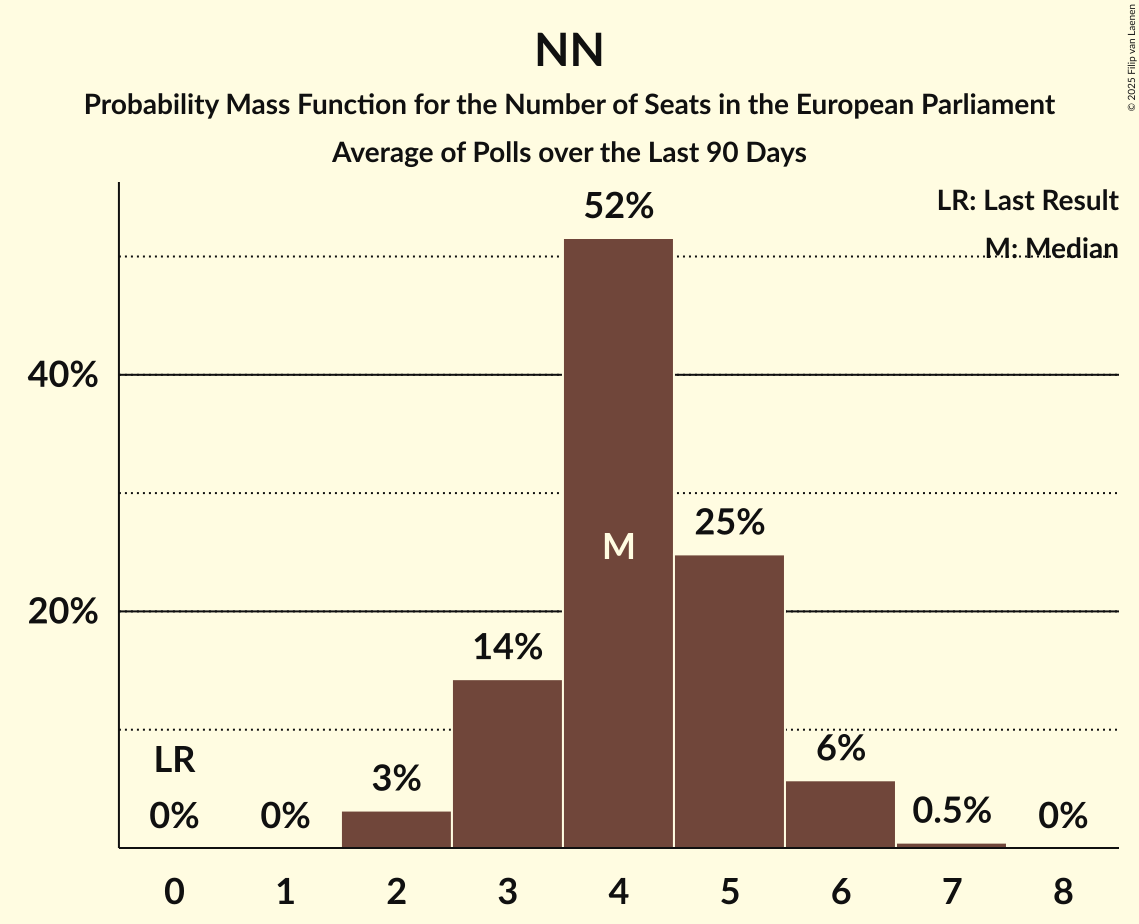 NN
Probability Mass Function for the Number of Seats in the European Parliament
Average of Polls over the Last 90 Days
© 2025 Filip van Laenen
LR: Last Result
M: Median
52%
40%
25%
M
20%
14%
LR
6%
3%
0%
0%
0.5%
0%
0 1 2 3 4 5 6 7 8